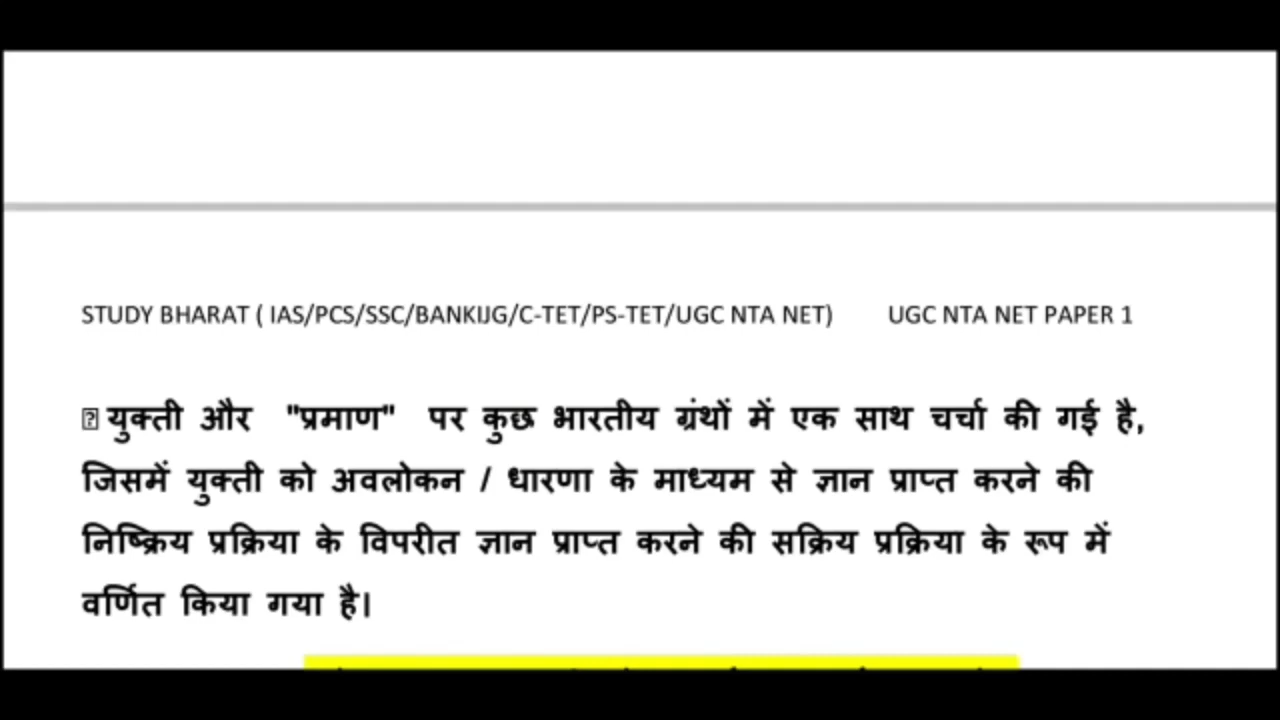 STUDY BHARAT ( IAS/PCS/SSC/BANKIJG/C-TET/PS-TET/UGC NTA NET) UGC NTA NET PAPER 1
युक्ती और "प्रमाण" पर कुछ भारतीय ग्रंथों में एक साथ चर्चा की गई है,
जिसमें युक्ती को अवलोकन / धारणा के माध्यम से ज्ञान प्राप्त करने की
निष्क्रिय प्रक्रिया के विपरीत ज्ञान प्राप्त करने की सक्रिय प्रक्रिया के रूप में
वर्णित किया गया है।